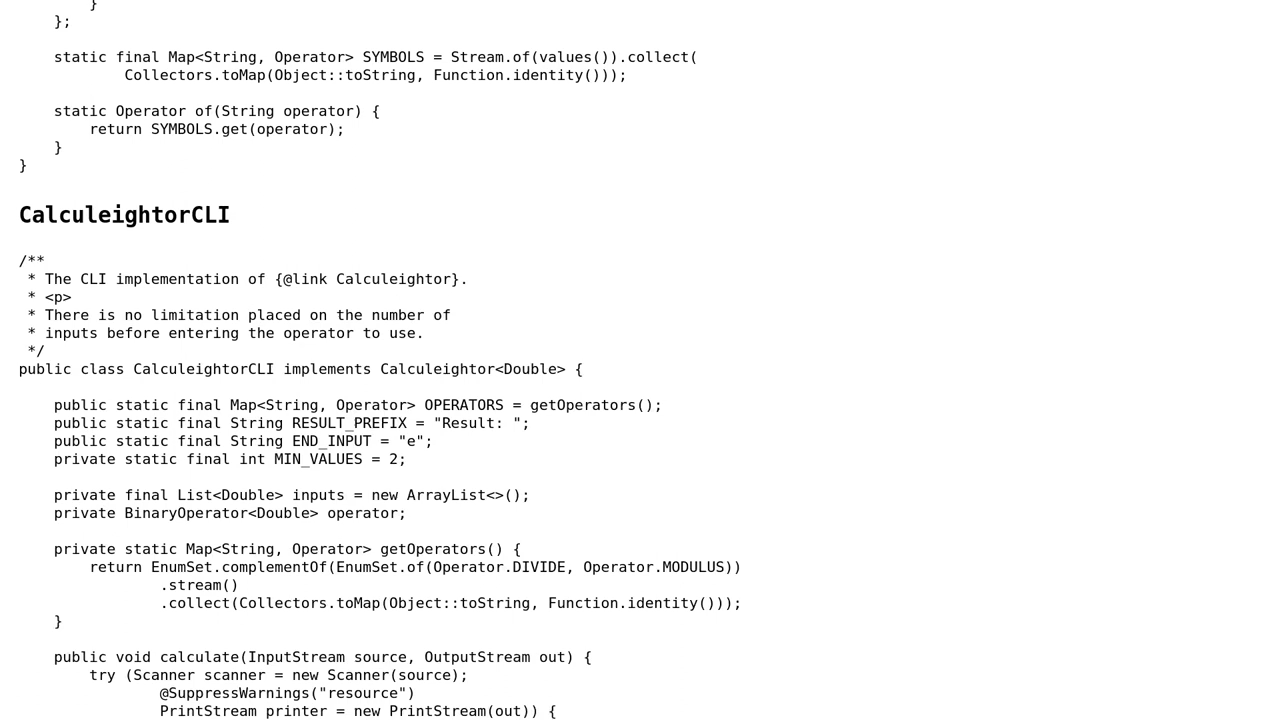 }
    };

    static final Map<String, Operator> SYMBOLS = Stream.of(values()).collect(
            Collectors.toMap(Object::toString, Function.identity()));

    static Operator of(String operator) {
        return SYMBOLS.get(operator);
    }
}

CalculeightorCLI

/**
 * The CLI implementation of {@link Calculeightor}.
 * <p>
 * There is no limitation placed on the number of
 * inputs before entering the operator to use.
 */
public class CalculeightorCLI implements Calculeightor<Double> {

    public static final Map<String, Operator> OPERATORS = getOperators();
    public static final String RESULT_PREFIX = "Result: ";
    public static final String END_INPUT = "e";
    private static final int MIN_VALUES = 2;

    private final List<Double> inputs = new ArrayList<>();
    private BinaryOperator<Double> operator;

    private static Map<String, Operator> getOperators() {
        return EnumSet.complementOf(EnumSet.of(Operator.DIVIDE, Operator.MODULUS))
                .stream()
                .collect(Collectors.toMap(Object::toString, Function.identity()));
    }

    public void calculate(InputStream source, OutputStream out) {
        try (Scanner scanner = new Scanner(source);
                @SuppressWarnings("resource")
                PrintStream printer = new PrintStream(out)) {